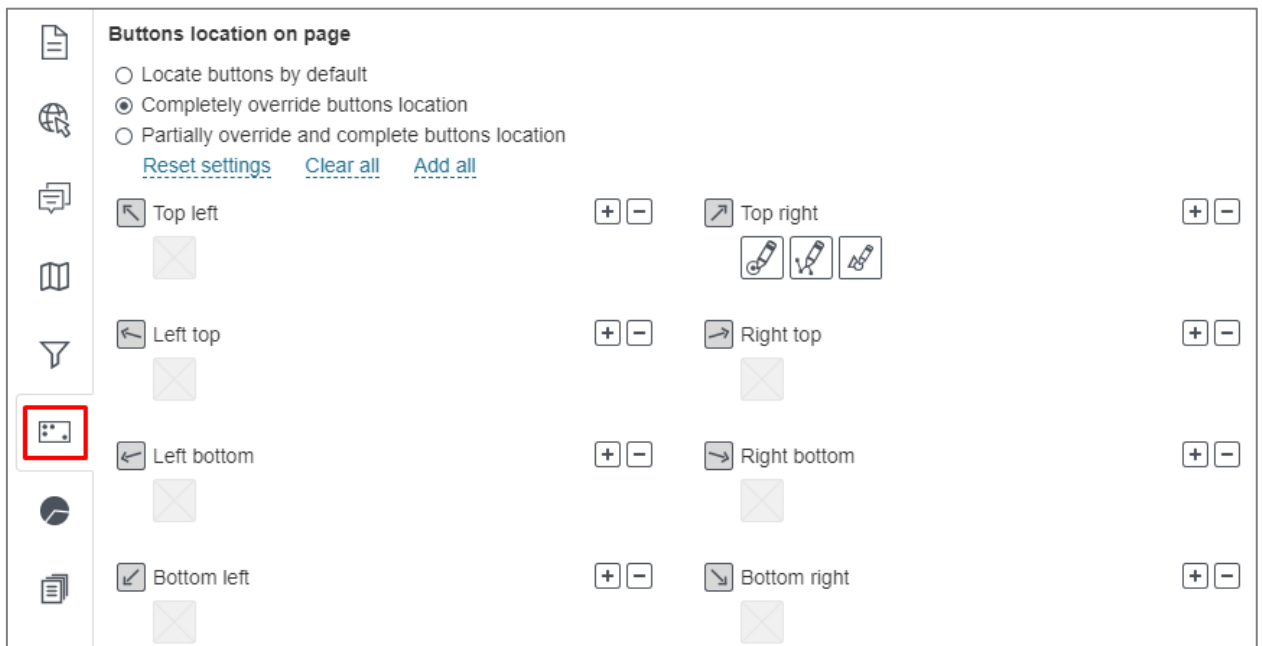 Buttons location on page
Locate buttons by default
Completely override buttons location
Partially override and complete buttons location
Reset settings Clear all Add all
Top left Top right
Left top Right top
Left bottom Right bottom
Bottom left Bottom right